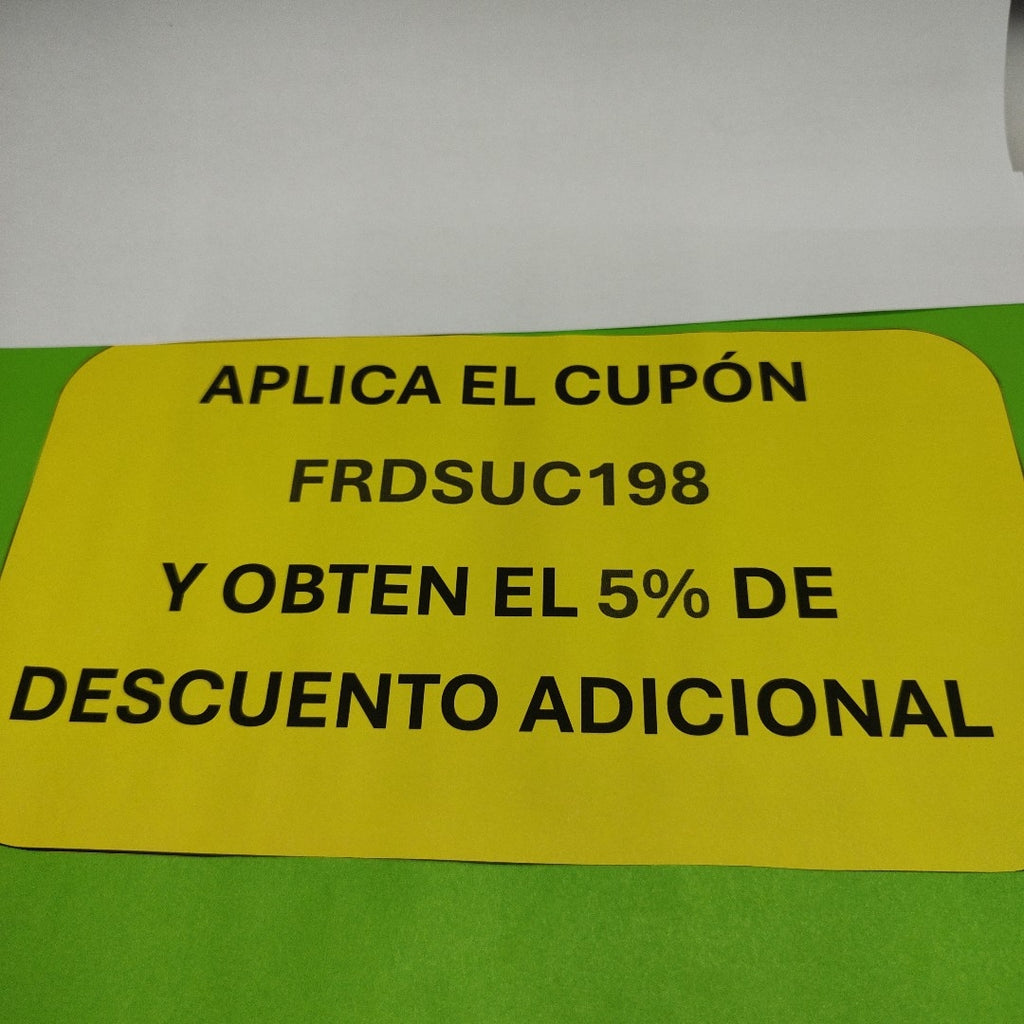 APLICA EL CUPÓN
FRDSUC198
Y OBTEN EL 5% DE
DESCUENTO ADICIONAL